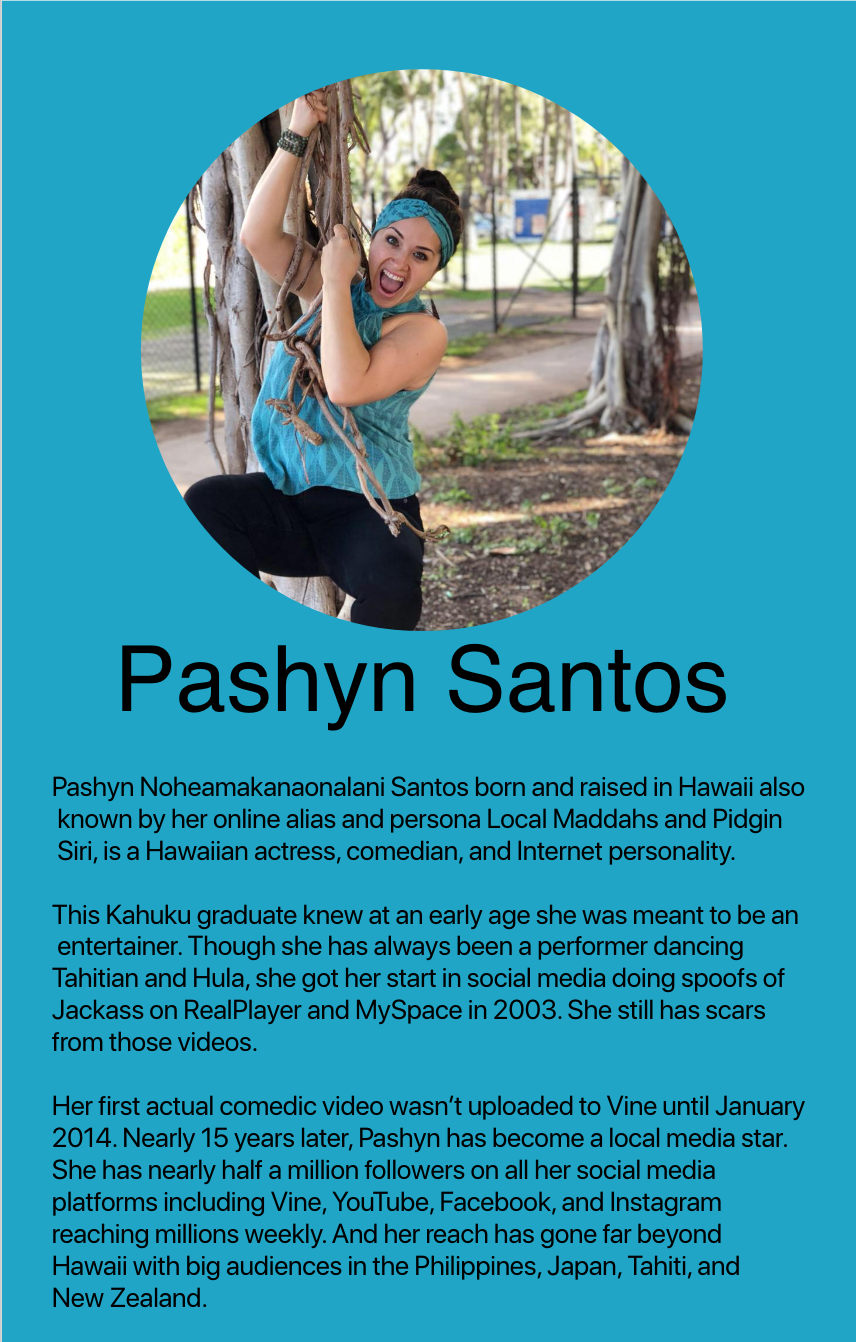 Pashyn Santos
Pashyn Noheamakanaonalani Santos born and raised in Hawaii also
known by her online alias and persona Local Maddahs and Pidgin
Siri, is a Hawaiian actress, comedian, and Internet personality.
This Kahuku graduate knew at an early age she was meant to be an
entertainer. Though she has always been a performer dancing
Tahitian and Hula, she got her start in social media doing spoofs of
Jackass on RealPlayer and MySpace in 2003. She still has scars
from those videos.
Her first actual comedic video wasn’t uploaded to Vine until January
2014. Nearly 15 years later, Pashyn has become a local media star.
She has nearly half a million followers on all her social media
platforms including Vine, YouTube, Facebook, and Instagram
reaching millions weekly. And her reach has gone far beyond
Hawaii with big audiences in the Philippines, Japan, Tahiti, and
New Zealand.